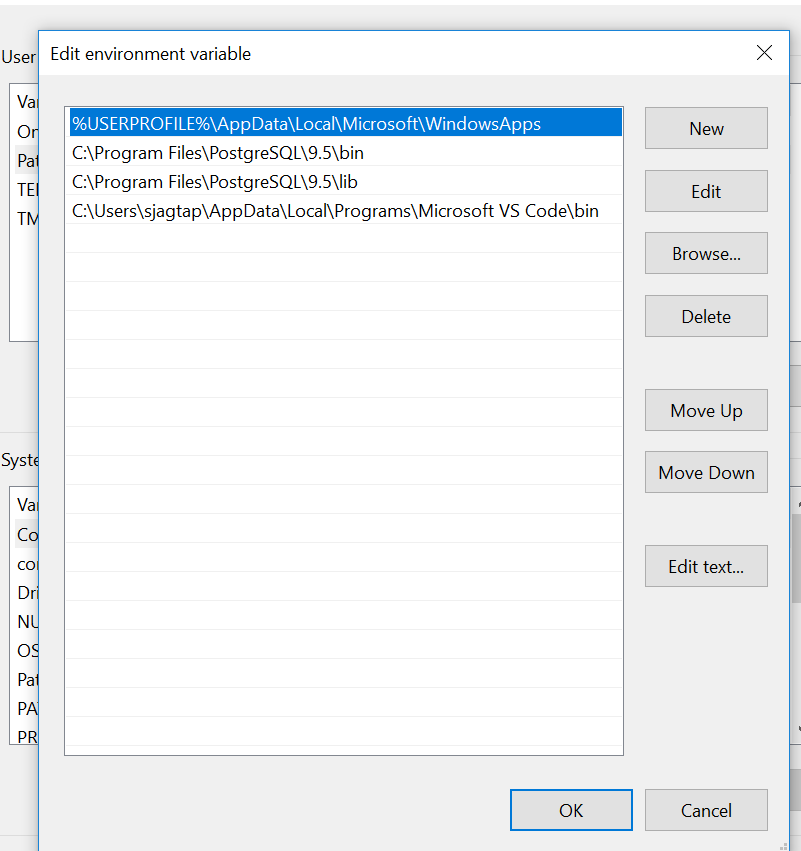 Edit environment variable
User
Var
On
Pat
TEM
TM
%USERPROFILE%\AppData\Local\Microsoft\WindowsApps
C:\Program Files\PostgreSQL\9.5\bin
C:\Program Files\PostgreSQL\9.5\lib
C:\Users\sjagtap\AppData\Local\Programs\Microsoft VS Code\bin
New
Edit
Browse...
Delete
Move Up
Move Down
Edit text...
Syste
Var
Co
cor
Dri
NU
OS
Pat
PA
PR
OK
Cancel